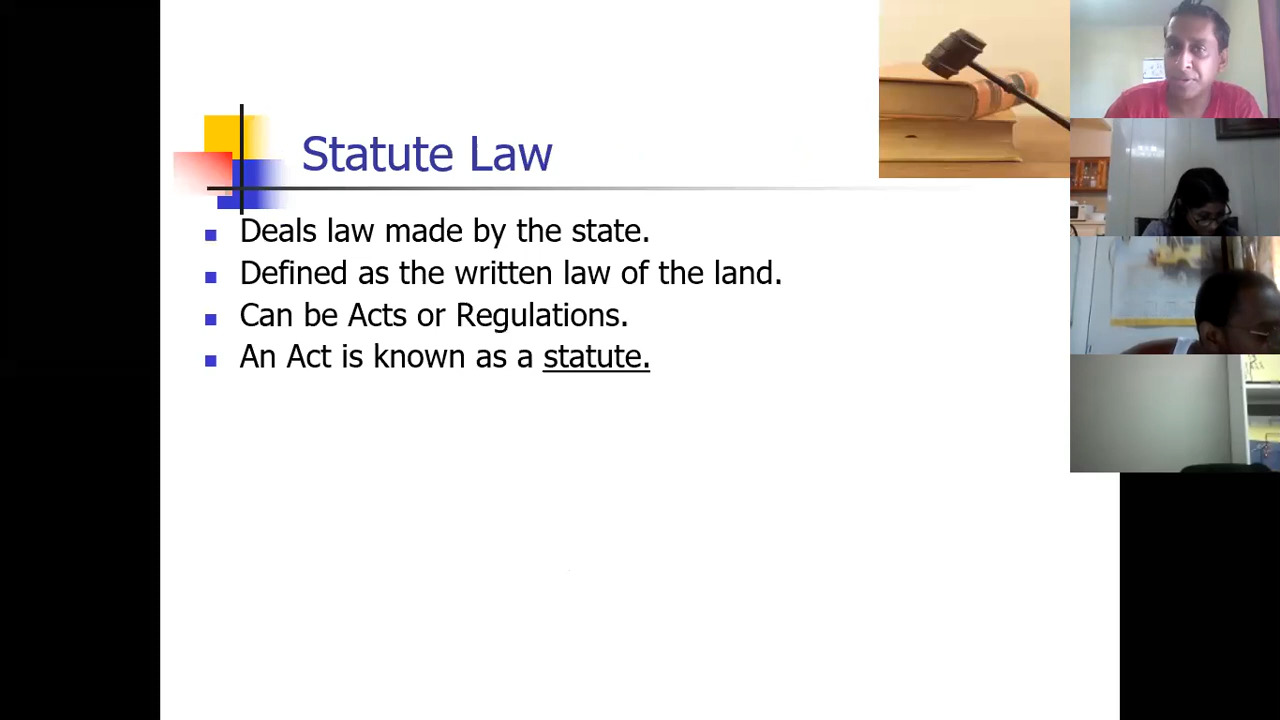 Statute Law
Deals law made by the state.
Defined as the written law of the land.
Can be Acts or Regulations.
An Act is known as a statute.